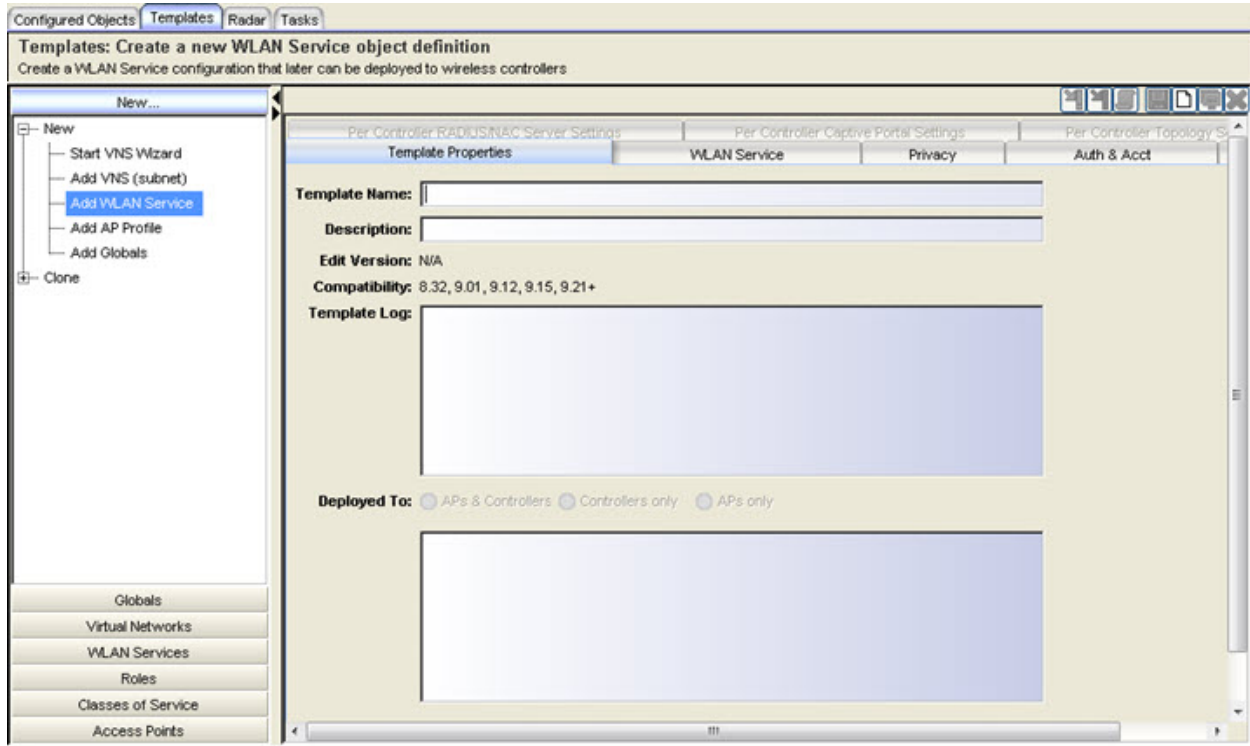 Configured Objects Templates Radar Tasks
Templates: Create a new WLAN Service object definition
Create a WLAN Service configuration that later can be deployed to wireless controllers
New...
New
Start VNS Wizard
Add VNS (subnet)
Add WLAN Service
Add AP Profile
Add Globals
Clone
Globals
Virtual Networks
WLAN Services
Roles
Classes of Service
Access Points
Per Controller RADIUS/NAC Server Settings Per Controller Captive Portal Settings Per Controller Topology S
Template Properties WLAN Service Privacy Auth & Acct
Template Name:
Description:
Edit Version: N/A
Compatibility: 8.32, 9.01, 9.12, 9.15, 9.21+
Template Log:
Deployed To: APs & Controllers Controllers only APs only